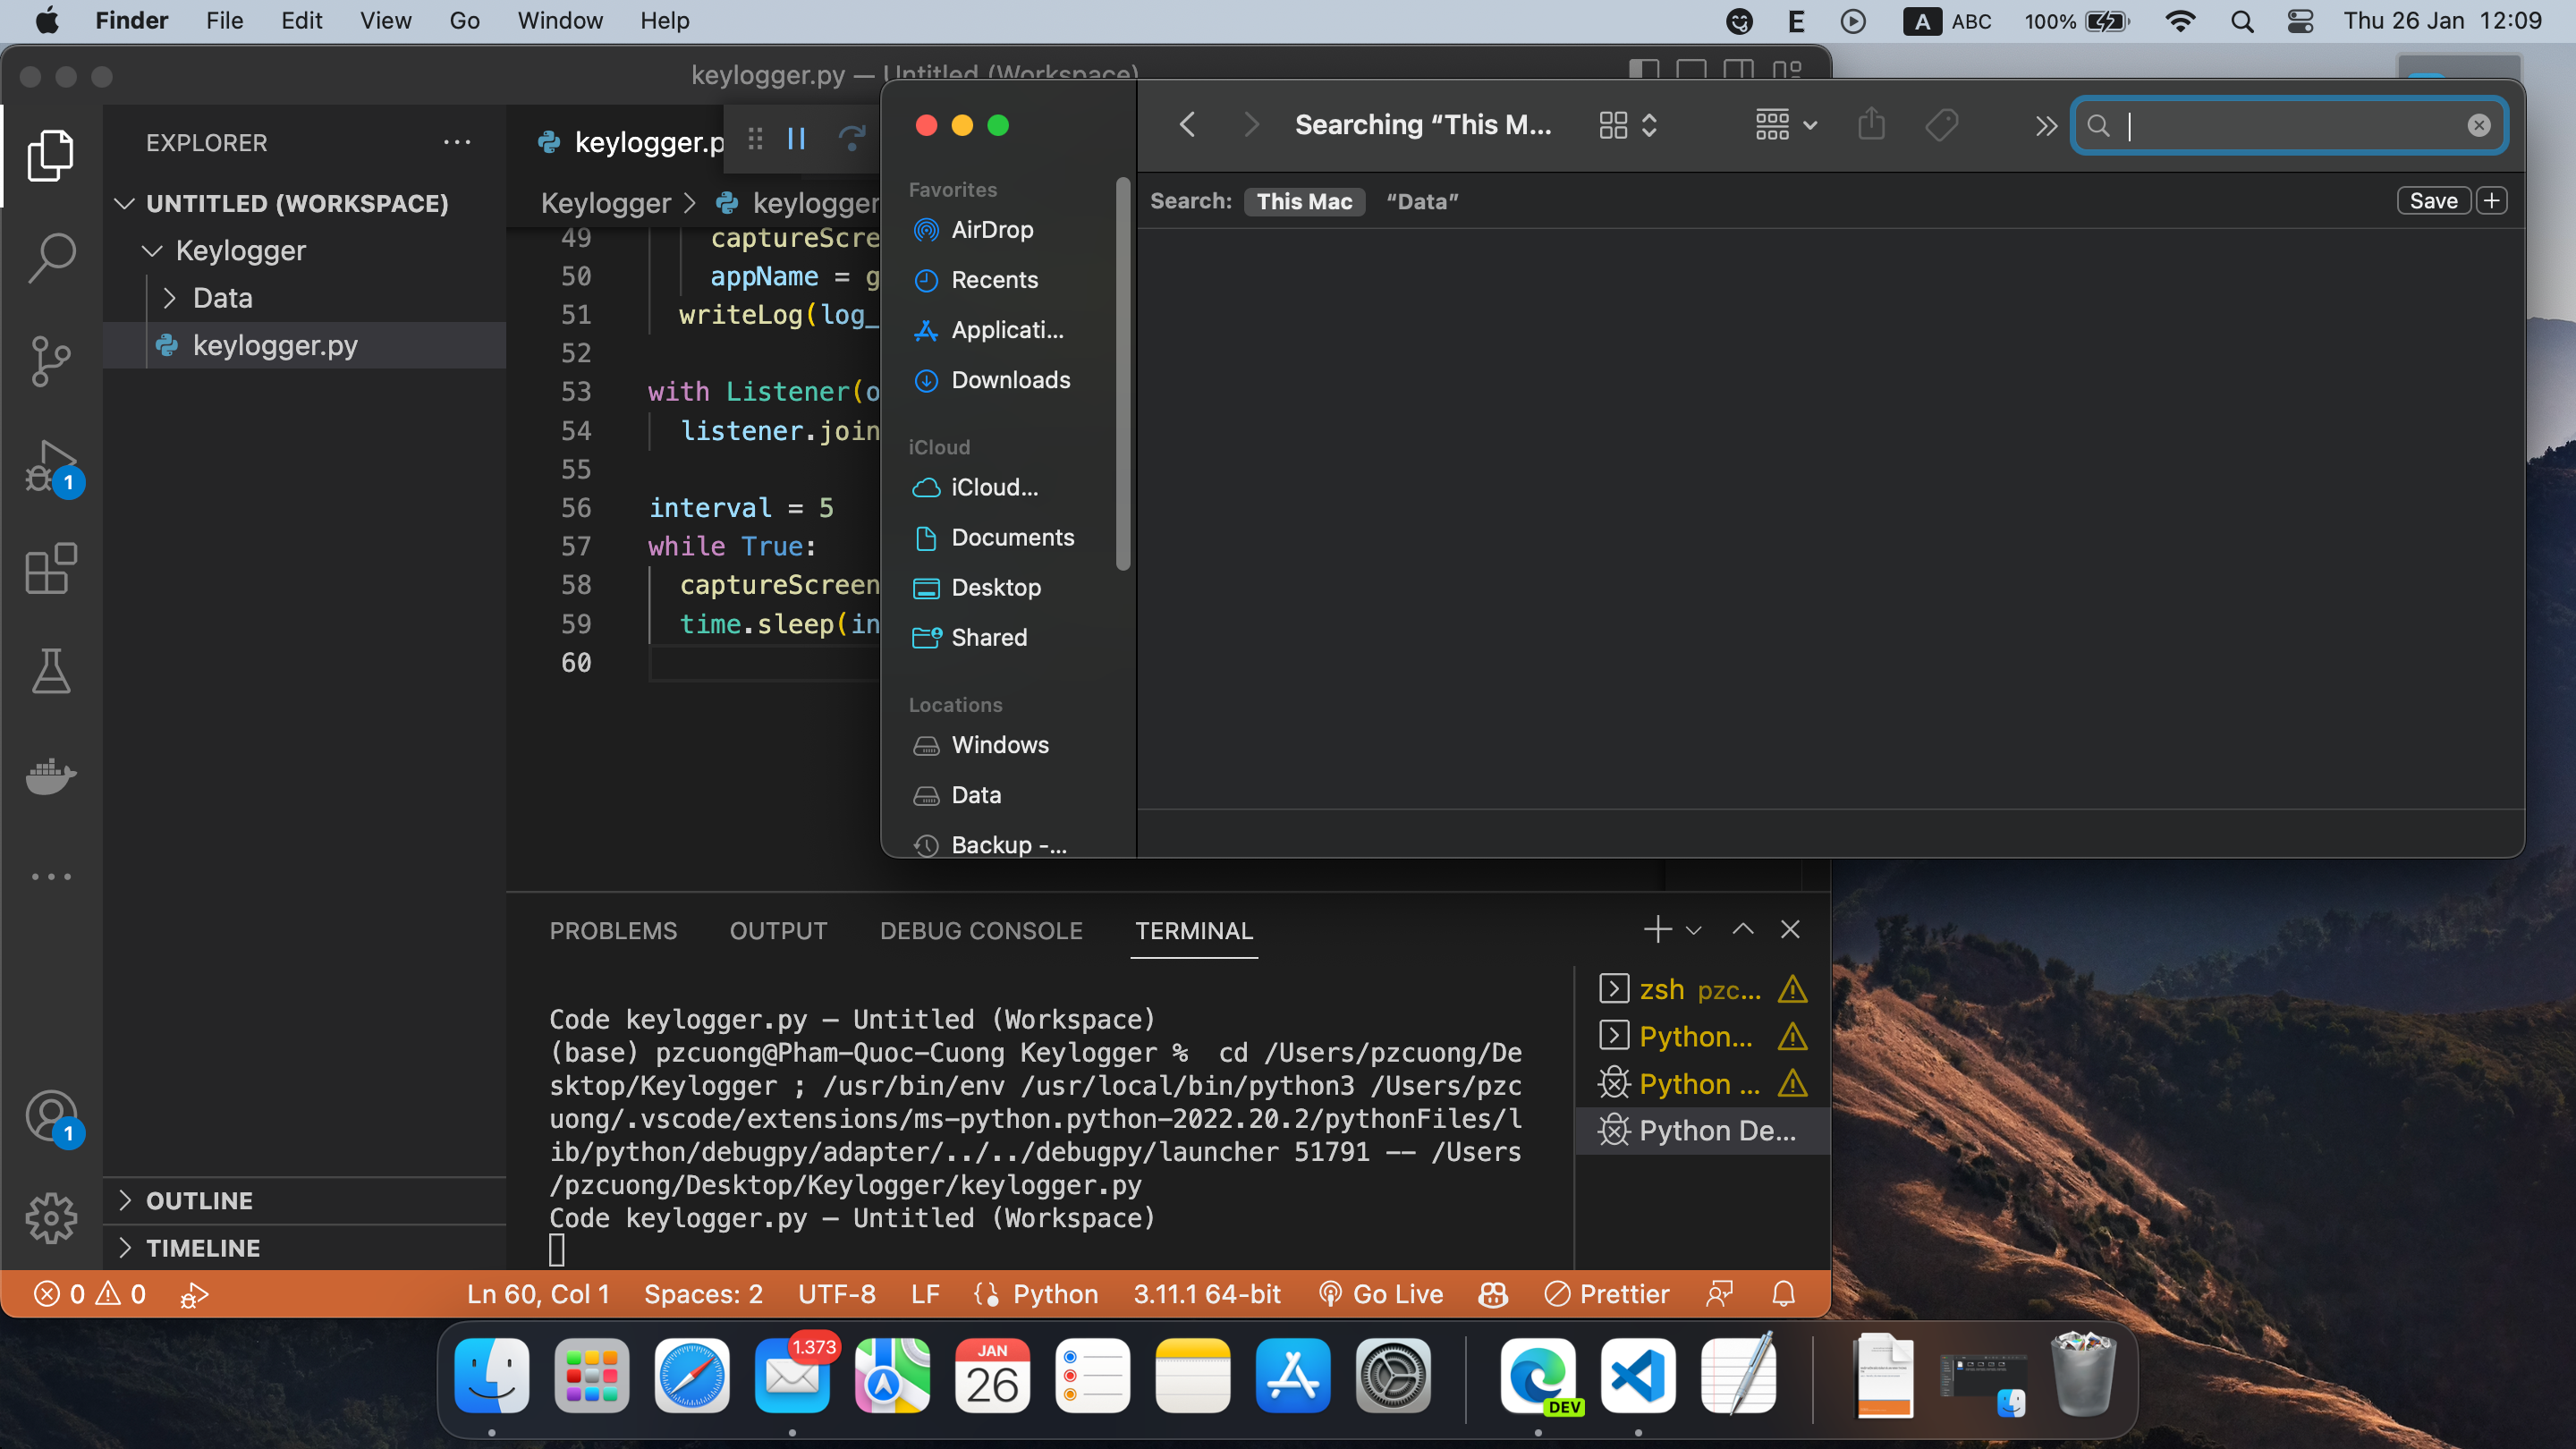 Finder File Edit View Go Window Help E A ABC 100% Thu 26 Jan 12:09
keylogger.py — Untitled (Workspace)
EXPLORER
UNTITLED (WORKSPACE)
Keylogger
Data
keylogger.py
1
1
OUTLINE
TIMELINE
keylogger.p
Keylogger > keylogger
49 captureScre
50 appName = g
51 writeLog(log_
52
53 with Listener(o
54 listener.join
55
56 interval = 5
57 while True:
58 captureScreen
59 time.sleep(in
60
Searching “This M...
Search: This Mac “Data” Save
Favorites
AirDrop
Recents
Applicati...
Downloads
iCloud
iCloud...
Documents
Desktop
Shared
Locations
Windows
Data
Backup -...
PROBLEMS OUTPUT DEBUG CONSOLE TERMINAL
Code keylogger.py — Untitled (Workspace)
(base) pzcuong@Pham-Quoc-Cuong Keylogger %  cd /Users/pzcuong/De
sktop/Keylogger ; /usr/bin/env /usr/local/bin/python3 /Users/pzc
uong/.vscode/extensions/ms-python.python-2022.20.2/pythonFiles/l
ib/python/debugpy/adapter/../../debugpy/launcher 51791 -- /Users
/pzcuong/Desktop/Keylogger/keylogger.py
Code keylogger.py — Untitled (Workspace)
zsh pzc...
Python...
Python ...
Python De...
0 0 Ln 60, Col 1 Spaces: 2 UTF-8 LF Python 3.11.1 64-bit Go Live Prettier
1.373
JAN
26
DEV